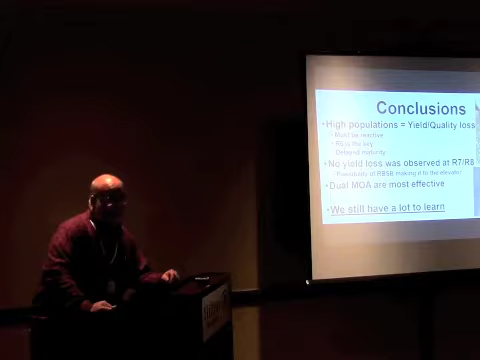 Conclusions
•High populations = Yield/Quality loss
•Must be reactive
•R5 is the key
Delayed maturity
•No yield loss was observed at R7/R8
•Possibility of RBSB making it to the elevator
•Dual MOA are most effective
•We still have a lot to learn